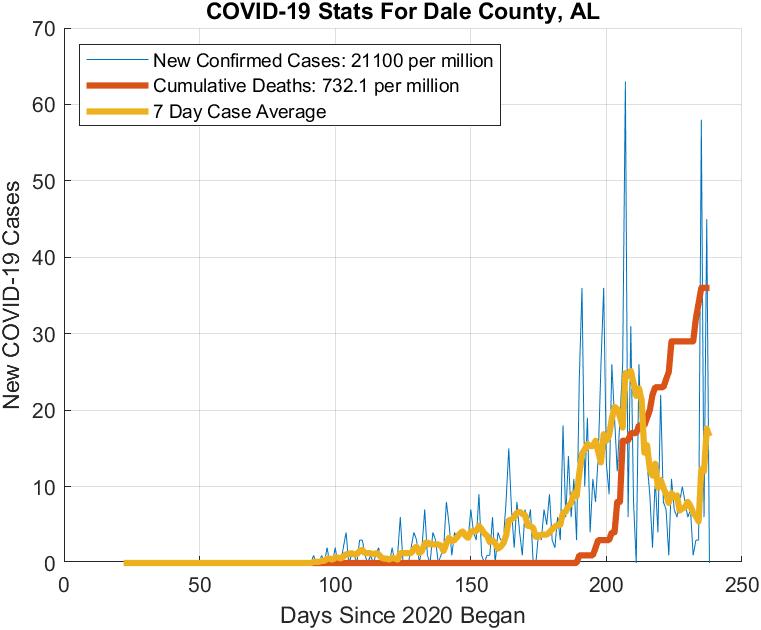 COVID-19 Stats For Dale County, AL
70
60
50
40
30
20
10
0
New COVID-19 Cases
New Confirmed Cases: 21100 per million
Cumulative Deaths: 732.1 per million
7 Day Case Average
0 50 100 150 200 250
Days Since 2020 Began